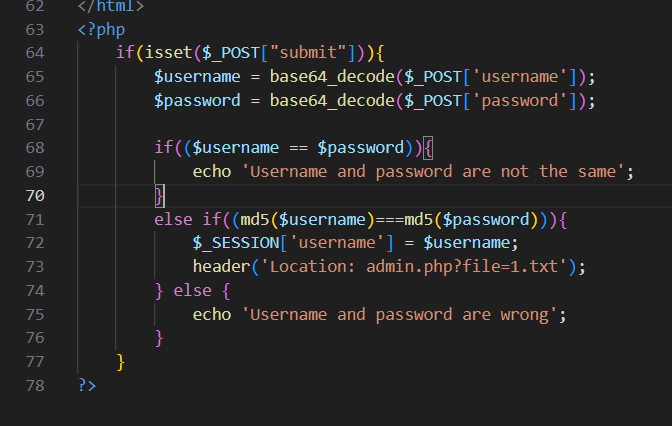 62 </html>
63 <?php
64 if(isset($_POST["submit"])){
65 $username = base64_decode($_POST['username']);
66 $password = base64_decode($_POST['password']);
67
68 if(($username == $password)){
69 echo 'Username and password are not the same';
70 }
71 else if((md5($username)===md5($password))){
72 $_SESSION['username'] = $username;
73 header('Location: admin.php?file=1.txt');
74 } else {
75 echo 'Username and password are wrong';
76 }
77 }
78 ?>